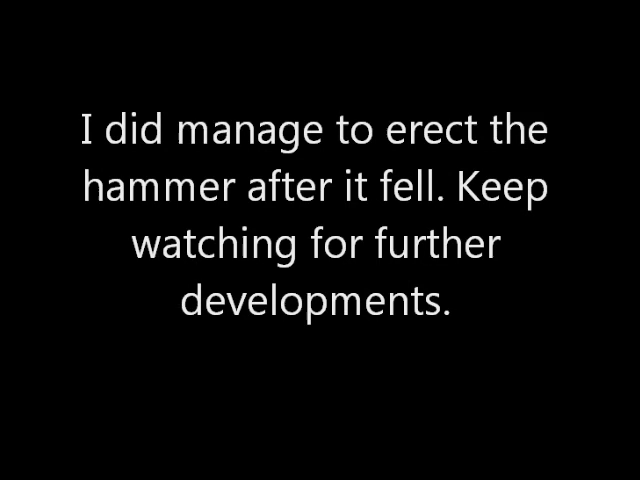 I did manage to erect the
hammer after it fell. Keep
watching for further
developments.